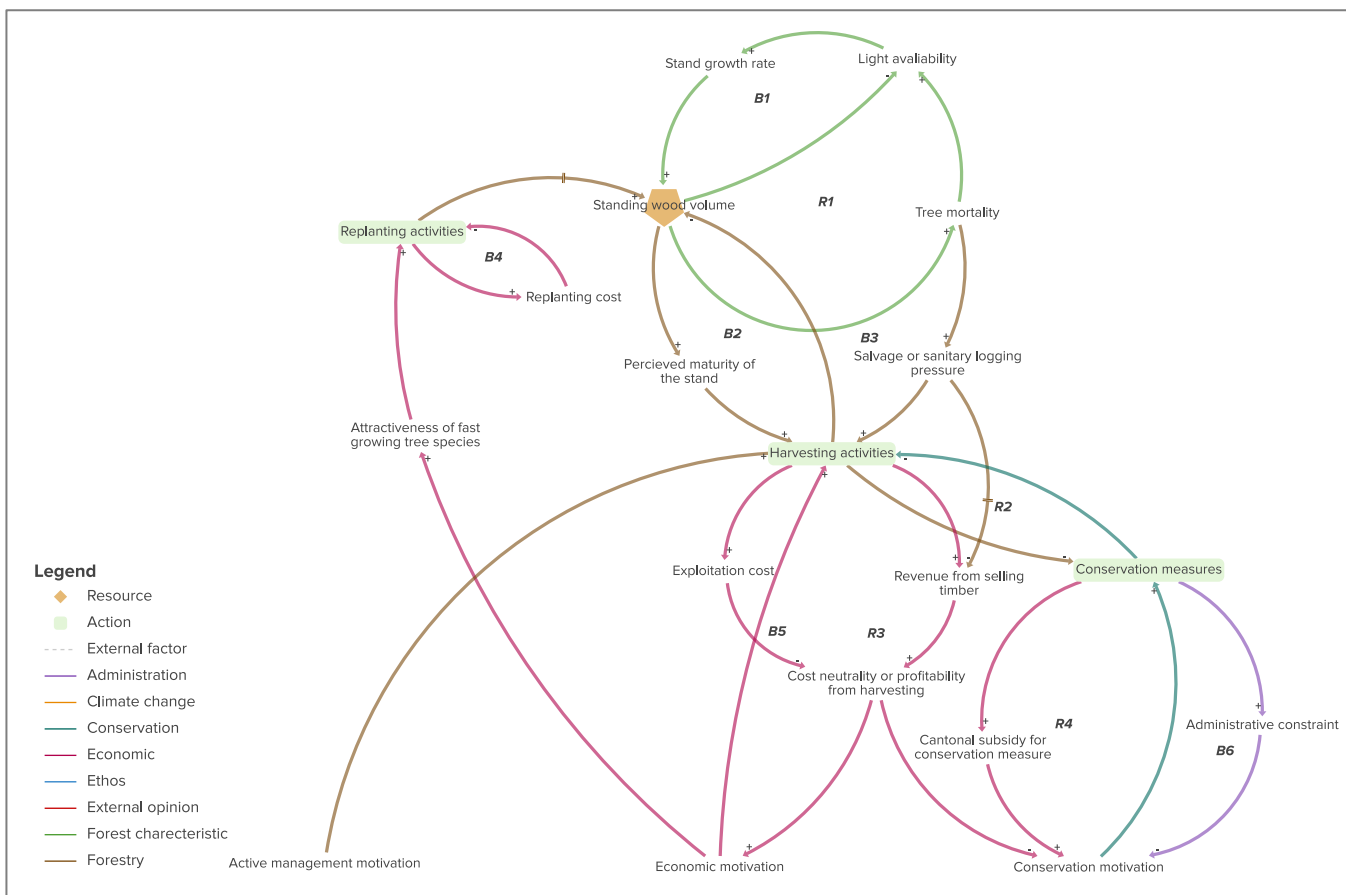 Stand growth rate
Light avaliability
B1
Standing wood volume
R1
Tree mortality
Replanting activities
B4
Replanting cost
B2
B3
Percieved maturity of
the stand
Salvage or sanitary logging
pressure
Attractiveness of fast
growing tree species
Harvesting activities
R2
Exploitation cost
Revenue from selling
timber
Conservation measures
B5
R3
Cost neutrality or profitability
from harvesting
Cantonal subsidy for
conservation measure
R4
Administrative constraint
B6
Active management motivation
Economic motivation
Conservation motivation
Legend
Resource
Action
External factor
Administration
Climate change
Conservation
Economic
Ethos
External opinion
Forest charecteristic
Forestry